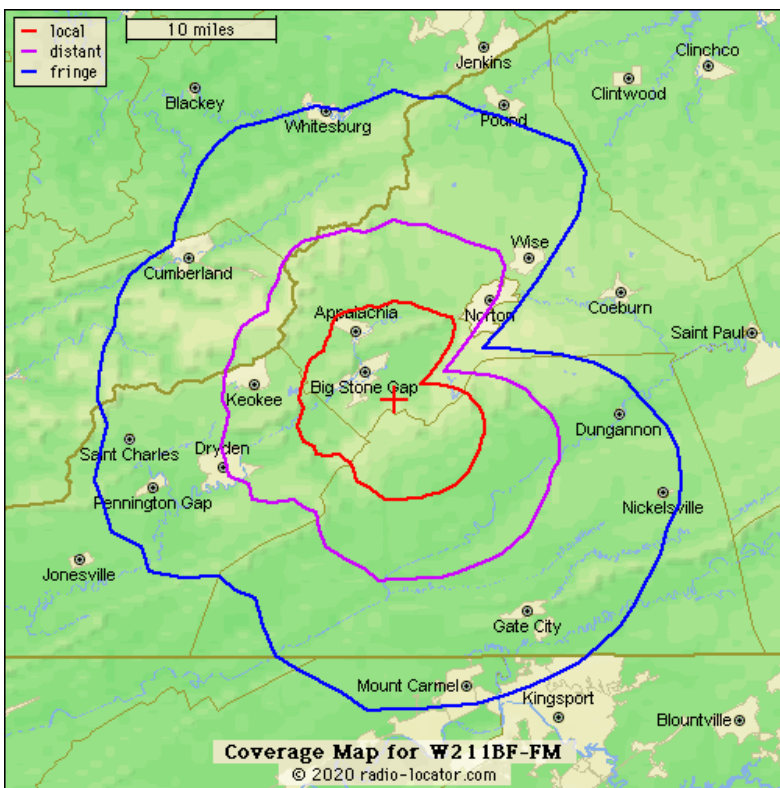 local
distant
fringe
10 miles
Jenkins
Clinchco
Clintwood
Blackey
Whitesburg
Pound
Wise
Cumberland
Coeburn
Norton
Appalachia
Saint Paul
Big Stone Gap
Keokee
Dungannon
Saint Charles
Dryden
Pennington Gap
Nickelsville
Jonesville
Gate City
Mount Carmel
Kingsport
Blountville
Coverage Map for W211BF-FM
© 2020 radio-locator.com